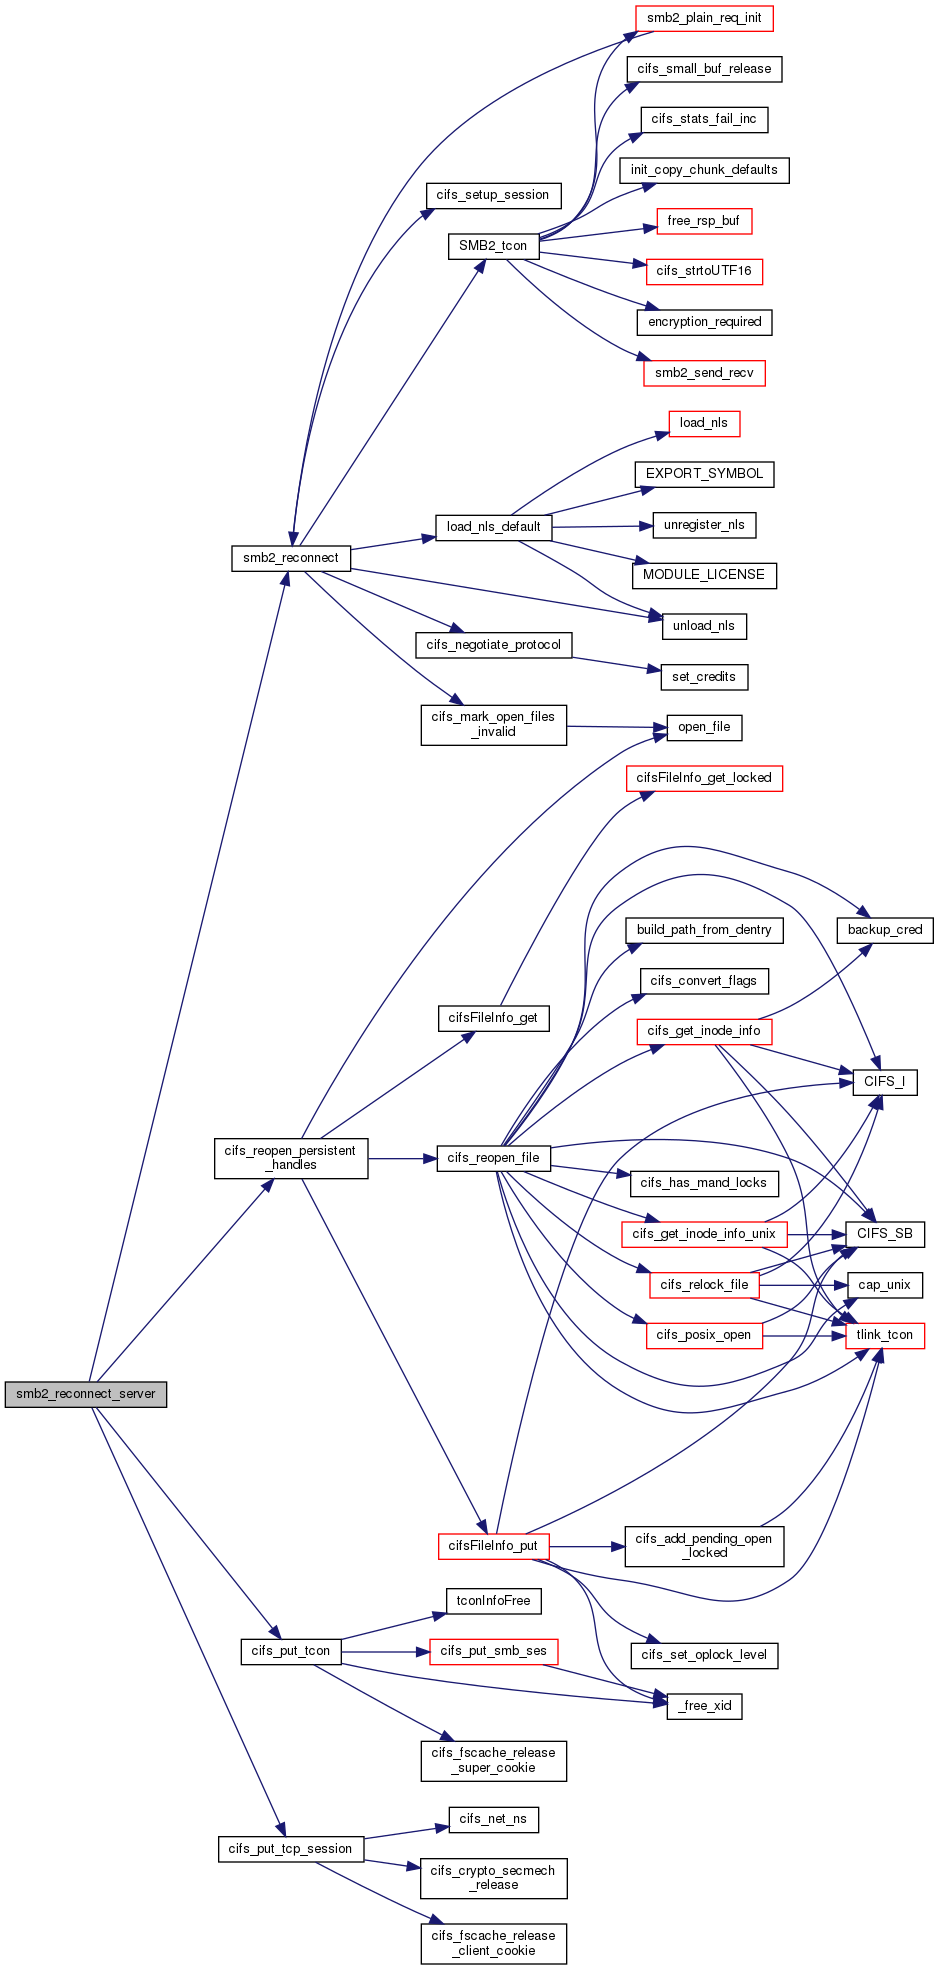 smb2_plain_req_init
cifs_small_buf_release
cifs_stats_fail_inc
init_copy_chunk_defaults
cifs_setup_session
free_rsp_buf
SMB2_tcon
cifs_strtoUTF16
encryption_required
smb2_send_recv
load_nls
EXPORT_SYMBOL
load_nls_default
unregister_nls
smb2_reconnect
MODULE_LICENSE
unload_nls
cifs_negotiate_protocol
set_credits
cifs_mark_open_files
_invalid
open_file
cifsFileInfo_get_locked
build_path_from_dentry
backup_cred
cifs_convert_flags
cifsFileInfo_get
cifs_get_inode_info
CIFS_I
cifs_reopen_persistent
_handles
cifs_reopen_file
cifs_has_mand_locks
cifs_get_inode_info_unix
CIFS_SB
cifs_relock_file
cap_unix
cifs_posix_open
tlink_tcon
smb2_reconnect_server
cifsFileInfo_put
cifs_add_pending_open
_locked
tconInfoFree
cifs_put_tcon
cifs_put_smb_ses
cifs_set_oplock_level
_free_xid
cifs_fscache_release
_super_cookie
cifs_net_ns
cifs_put_tcp_session
cifs_crypto_secmech
_release
cifs_fscache_release
_client_cookie